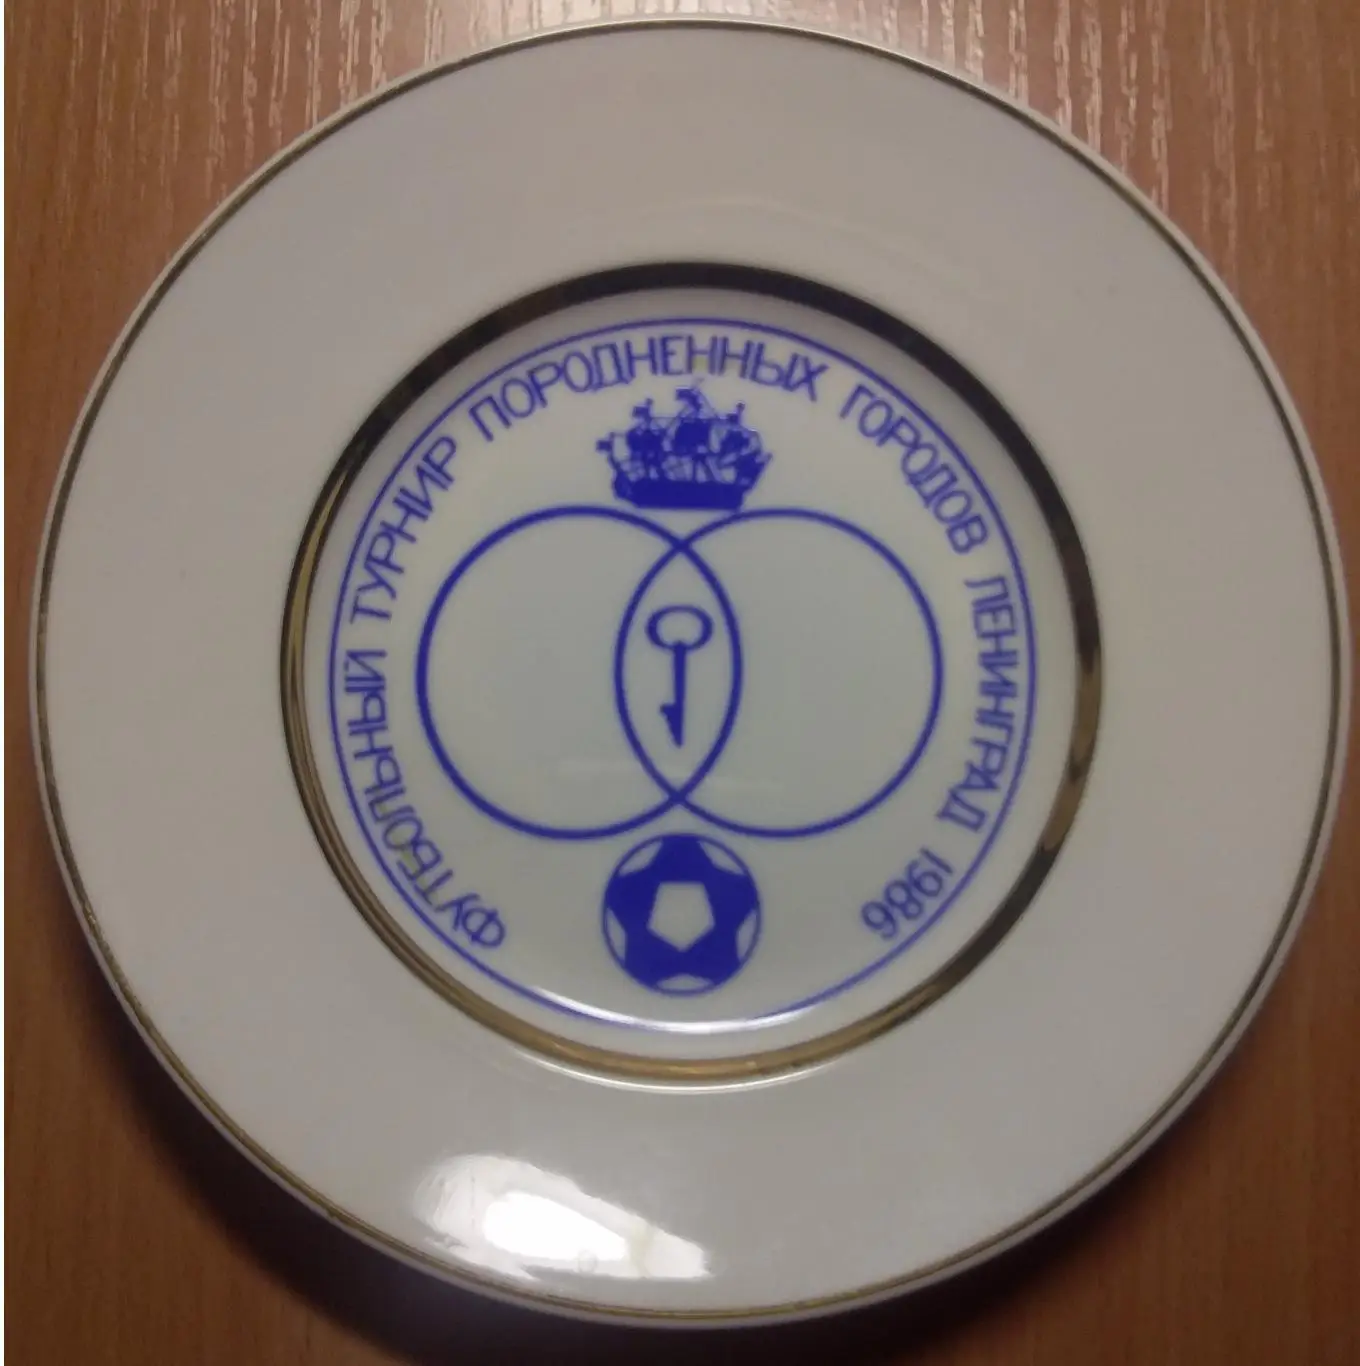 ФУТБОЛЬНЫЙ ТУРНИР ПОРОДНЕННЫХ ГОРОДОВ ЛЕНИНГРАД 1986